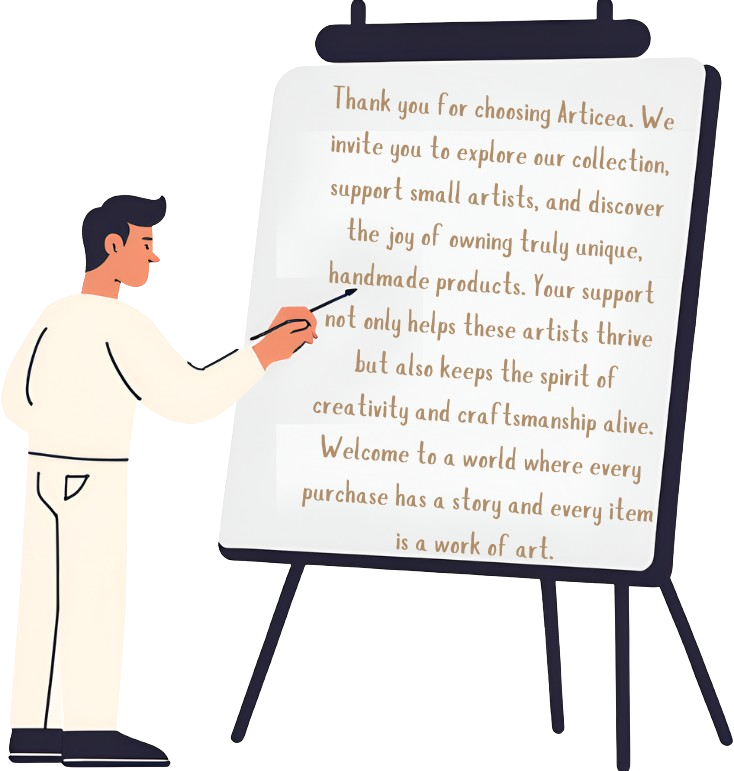 Thank you for choosing Articea. We
invite you to explore our collection,
support small artists, and discover
the joy of owning truly unique,
handmade products. Your support
not only helps these artists thrive
but also keeps the spirit of
creativity and craftsmanship alive.
Welcome to a world where every
purchase has a story and every item
is a work of art.